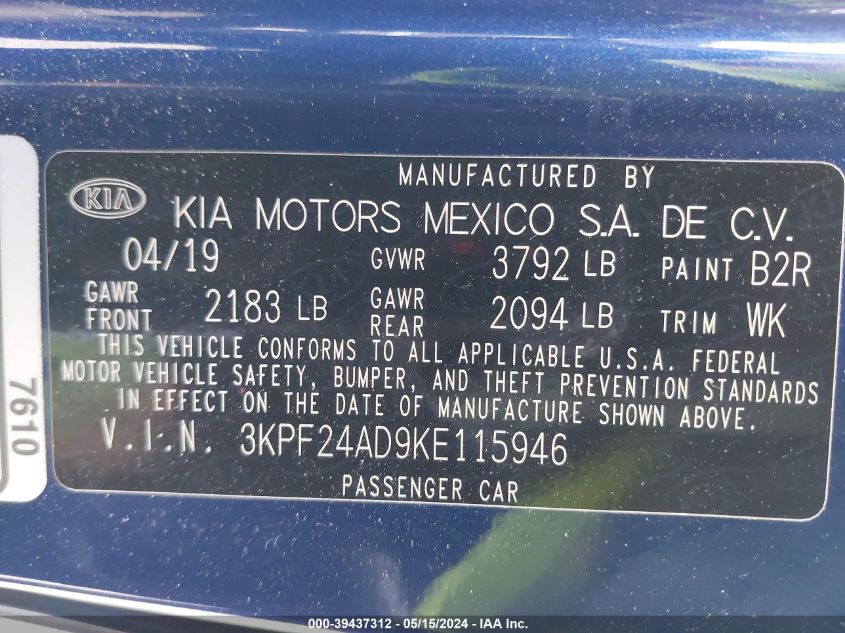 MANUFACTURED BY
KIA KIA MOTORS MEXICO S.A. DE C.V.
04/19 GVWR 3792 LB PAINT B2R
GAWR FRONT 2183 LB GAWR REAR 2094 LB TRIM WK
THIS VEHICLE CONFORMS TO ALL APPLICABLE U.S.A. FEDERAL
MOTOR VEHICLE SAFETY, BUMPER, AND THEFT PREVENTION STANDARDS
IN EFFECT ON THE DATE OF MANUFACTURE SHOWN ABOVE.
V.I.N. 3KPF24AD9KE115946
PASSENGER CAR
7610
000-39437312 - 05/15/2024 - IAA Inc.